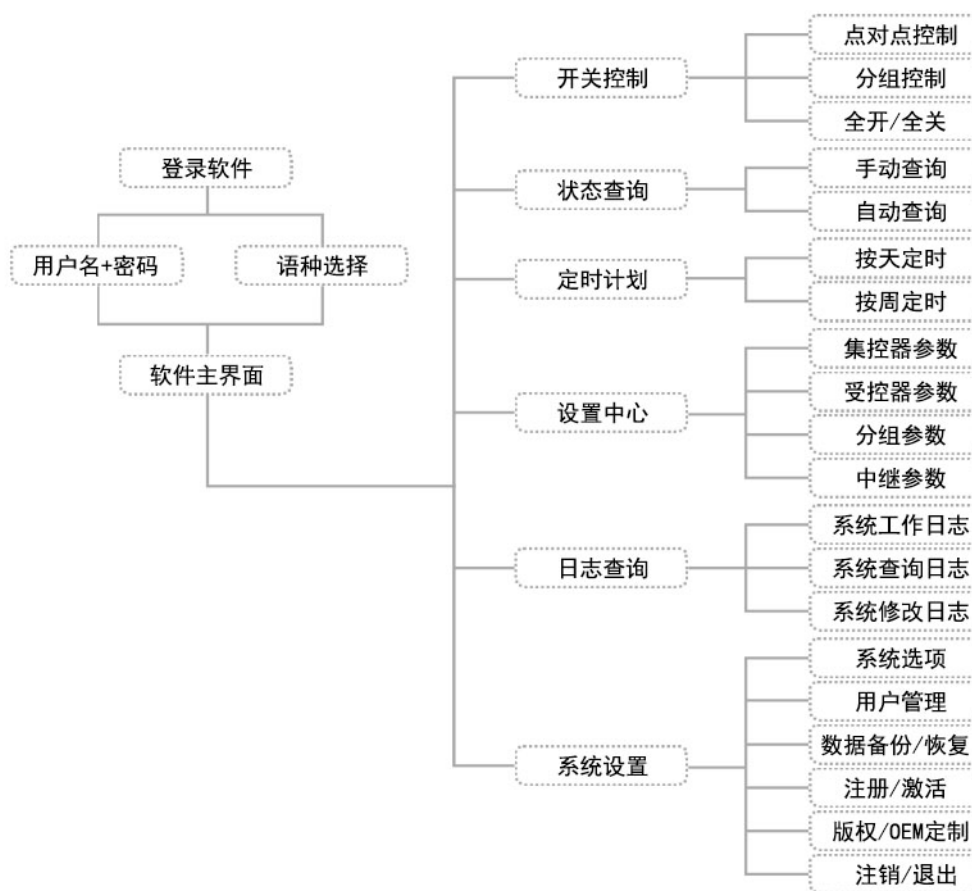 登录软件
用户名+密码
语种选择
软件主界面
开关控制
点对点控制
分组控制
全开/全关
状态查询
手动查询
自动查询
定时计划
按天定时
按周定时
设置中心
集控器参数
受控器参数
分组参数
中继参数
日志查询
系统工作日志
系统查询日志
系统修改日志
系统设置
系统选项
用户管理
数据备份/恢复
注册/激活
版权/OEM定制
注销/退出